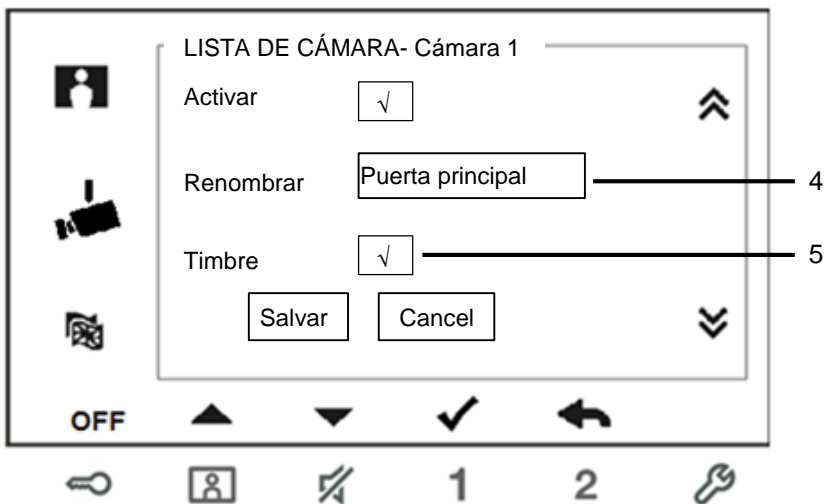 LISTA DE CÁMARA- Cámara 1
Activar √
Renombrar Puerta principal 4
Timbre √ 5
Salvar Cancel
OFF
1 2